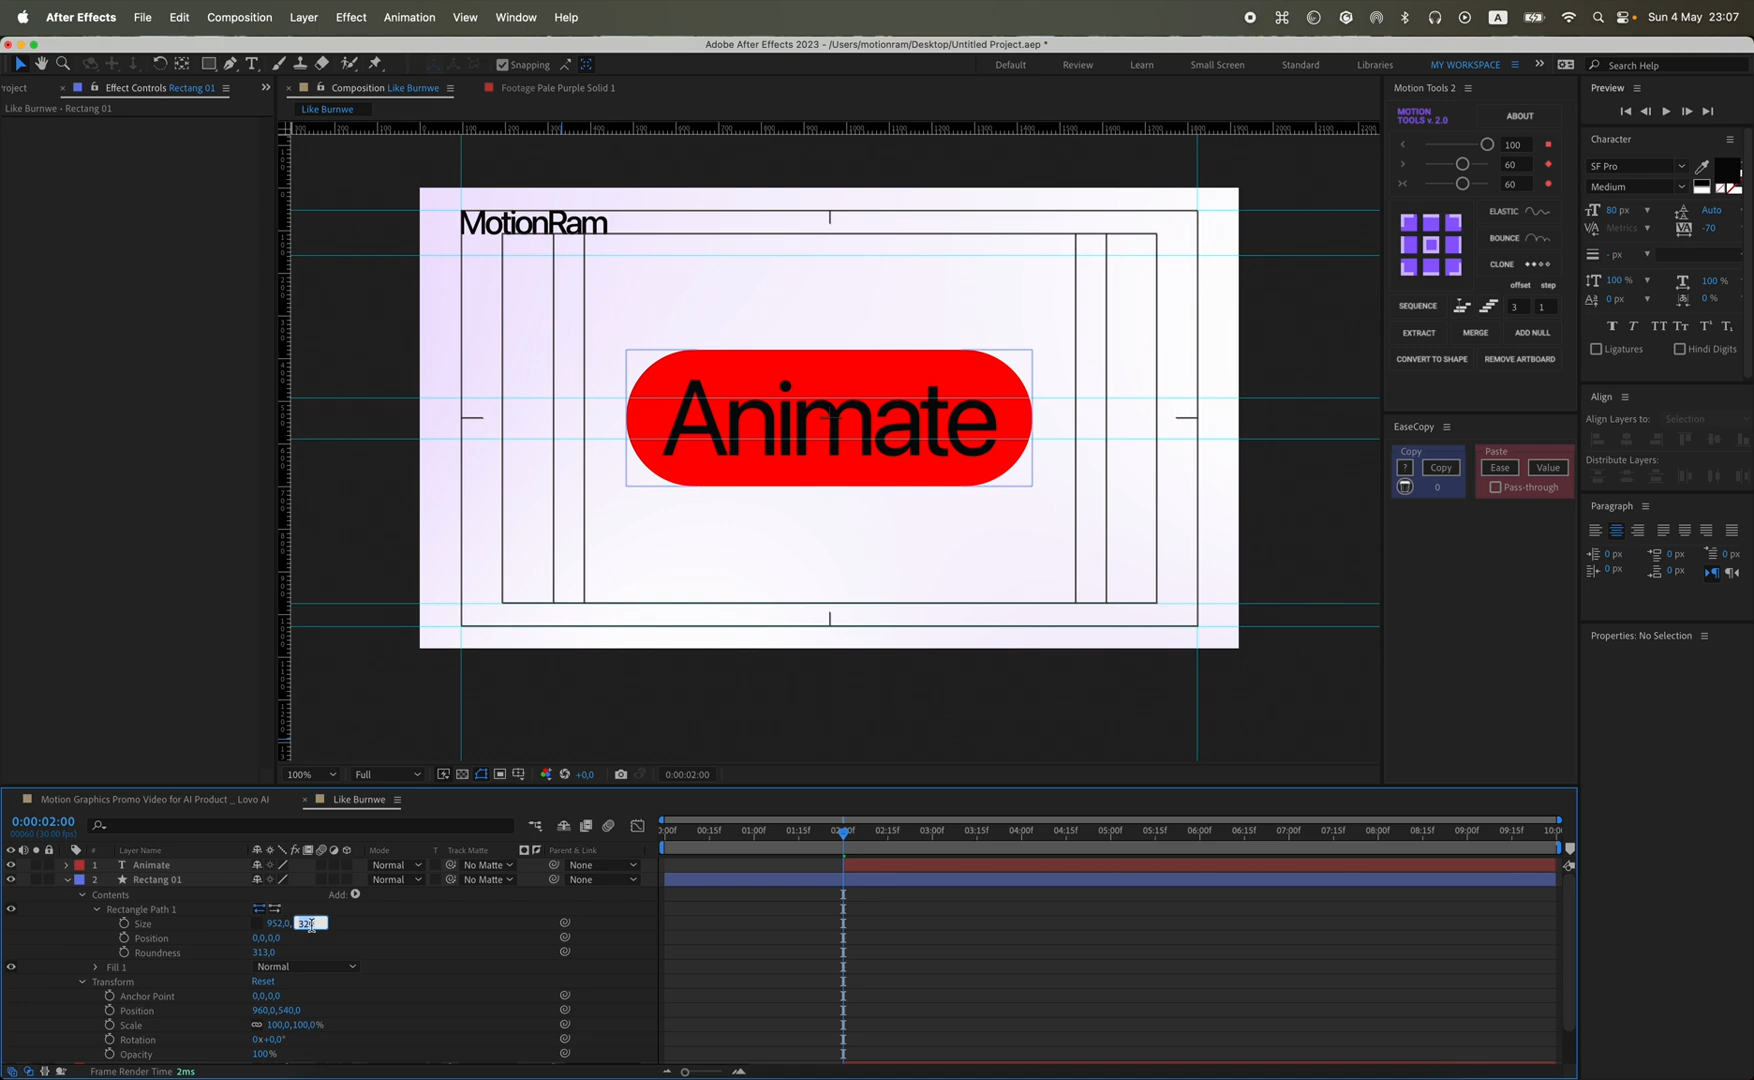 After Effects File Edit Composition Layer Effect Animation View Window Help A Sun 4 May 23:07
Adobe After Effects 2023 - /Users/motionram/Desktop/Untitled Project.aep *
Snapping Default Review Learn Small Screen Standard Libraries MY WORKSPACE Search Help
roject Effect Controls Rectang 01 Composition Like Burnwe Footage Pale Purple Solid 1
Like Burnwe • Rectang 01
Like Burnwe
MotionRam
Animate
100% Full +0,0 0:00:02:00
Motion Tools 2
MOTION TOOLS v. 2.0 ABOUT
100
60
60
ELASTIC
BOUNCE
CLONE
offset step
SEQUENCE 3 1
EXTRACT MERGE ADD NULL
CONVERT TO SHAPE REMOVE ARTBOARD
EaseCopy
Copy Paste
? Copy Ease Value
0 Pass-through
Preview
Character
SF Pro
Medium
80 px Auto
Metrics -70
- px
100 % 100 %
0 px 0 %
Ligatures Hindi Digits
Align
Align Layers to: Selection
Distribute Layers:
Paragraph
0 px 0 px 0 px
0 px 0 px
Properties: No Selection
Motion Graphics Promo Video for AI Product _ Lovo AI Like Burnwe
0:00:02:00
00060 (30.00 fps)
:00f 00:15f 01:00f 01:15f 02:00f 02:15f 03:00f 03:15f 04:00f 04:15f 05:00f 05:15f 06:00f 06:15f 07:00f 07:15f 08:00f 08:15f 09:00f 09:15f 10:0
# Layer Name Mode T Track Matte Parent & Link
1 T Animate Normal No Matte None
2 Rectang 01 Normal No Matte None
Contents Add:
Rectangle Path 1
Size 952,0,
Position 0,0,0,0
Roundness 313,0
Fill 1 Normal
Transform Reset
Anchor Point 0,0,0,0
Position 960,0,540,0
Scale 100,0,100,0%
Rotation 0x+0,0°
Opacity 100%
Frame Render Time 2ms